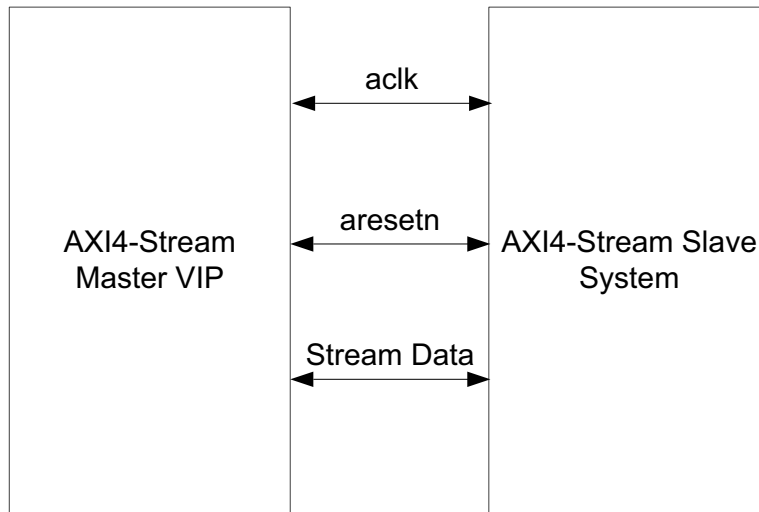 aclk
aresetn
AXI4-Stream
Master VIP
AXI4-Stream Slave
System
Stream Data